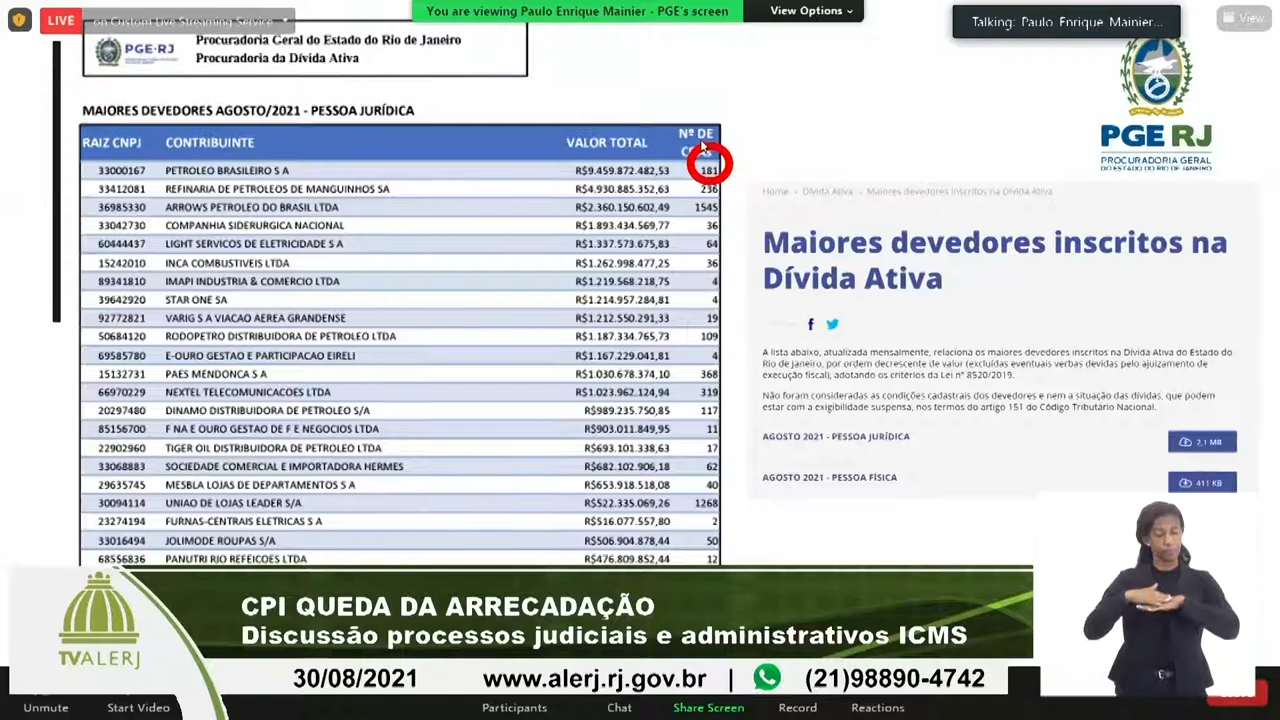 LIVE
on Custom Live Streaming Service
You are viewing Paulo Enrique Mainier - PGE's screen
View Options
Talking: Paulo Enrique Mainier...
View
PGE·RJ
Procuradoria Geral do Estado do Rio de Janeiro
Procuradoria da Dívida Ativa
PGE RJ
PROCURADORIA GERAL
DO ESTADO DO RIO DE JANEIRO
MAIORES DEVEDORES AGOSTO/2021 - PESSOA JURÍDICA
RAIZ CNPJ CONTRIBUINTE VALOR TOTAL Nº DE
33000167 PETROLEO BRASILEIRO S A R$9.459.872.482,53 181
33412081 REFINARIA DE PETROLEOS DE MANGUINHOS SA R$4.930.885.352,63 236
36985330 ARROWS PETROLEO DO BRASIL LTDA R$2.360.150.602,49 1545
33042730 COMPANHIA SIDERURGICA NACIONAL R$1.893.434.569,77 36
60444437 LIGHT SERVICOS DE ELETRICIDADE S A R$1.337.573.675,83 64
15242010 INCA COMBUSTIVEIS LTDA R$1.262.998.477,25 36
89341810 IMAPI INDUSTRIA & COMERCIO LTDA R$1.219.568.218,75 4
39642920 STAR ONE SA R$1.214.957.284,81 4
92772821 VARIG S A VIACAO AEREA GRANDENSE R$1.212.550.291,33 19
50684120 RODOPETRO DISTRIBUIDORA DE PETROLEO LTDA R$1.187.334.765,73 109
69585780 E-OURO GESTAO E PARTICIPACAO EIRELI R$1.167.229.041,81 4
15132731 PAES MENDONCA S A R$1.030.678.374,10 368
66970229 NEXTEL TELECOMUNICACOES LTDA R$1.023.962.124,94 319
20297480 DINAMO DISTRIBUIDORA DE PETROLEO S/A R$989.235.750,85 117
85156700 F NA E OURO GESTAO DE F E NEGOCIOS LTDA R$903.011.849,95 11
22902960 TIGER OIL DISTRIBUIDORA DE PETROLEO LTDA R$693.101.338,63 17
33068883 SOCIEDADE COMERCIAL E IMPORTADORA HERMES R$682.102.906,18 62
29635745 MESBLA LOJAS DE DEPARTAMENTOS S A R$653.918.518,08 40
30094114 UNIAO DE LOJAS LEADER S/A R$522.335.069,26 1268
23274194 FURNAS-CENTRAIS ELETRICAS S A R$516.077.557,80 2
33016494 JOLIMODE ROUPAS S/A R$506.904.878,44 50
68556836 PANUTRI RIO REFEICOES LTDA R$476.809.852,44 12
Home › Dívida Ativa › Maiores devedores inscritos na Dívida Ativa
Maiores devedores inscritos na
Dívida Ativa
A lista abaixo, atualizada mensalmente, relaciona os maiores devedores inscritos na Dívida Ativa do Estado do
Rio de Janeiro, por ordem decrescente de valor (excluídas eventuais verbas devidas pelo ajuizamento de
execução fiscal), adotando os critérios da Lei nº 8520/2019.
Não foram consideradas as condições cadastrais dos devedores e nem a situação das dívidas, que podem
estar com a exigibilidade suspensa, nos termos do artigo 151 do Código Tributário Nacional.
AGOSTO 2021 - PESSOA JURÍDICA 7,1 MB
AGOSTO 2021 - PESSOA FÍSICA 411 KB
TVALERJ
CPI QUEDA DA ARRECADAÇÃO
Discussão processos judiciais e administrativos ICMS
30/08/2021 www.alerj.rj.gov.br | (21)98890-4742
Unmute Start Video Participants Chat Share Screen Record Reactions